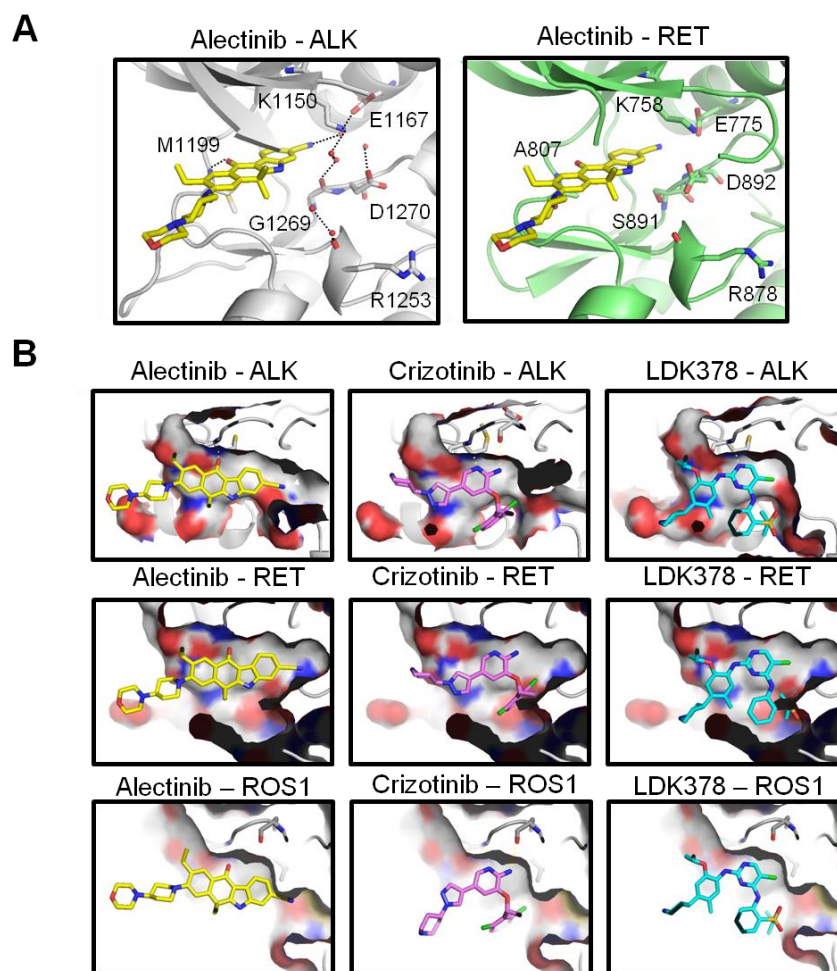 A
Alectinib - ALK
Alectinib - RET
K1150
E1167
M1199
G1269
D1270
R1253
K758
E775
A807
D892
S891
R878
B
Alectinib - ALK
Crizotinib - ALK
LDK378 - ALK
Alectinib - RET
Crizotinib - RET
LDK378 - RET
Alectinib – ROS1
Crizotinib – ROS1
LDK378 – ROS1